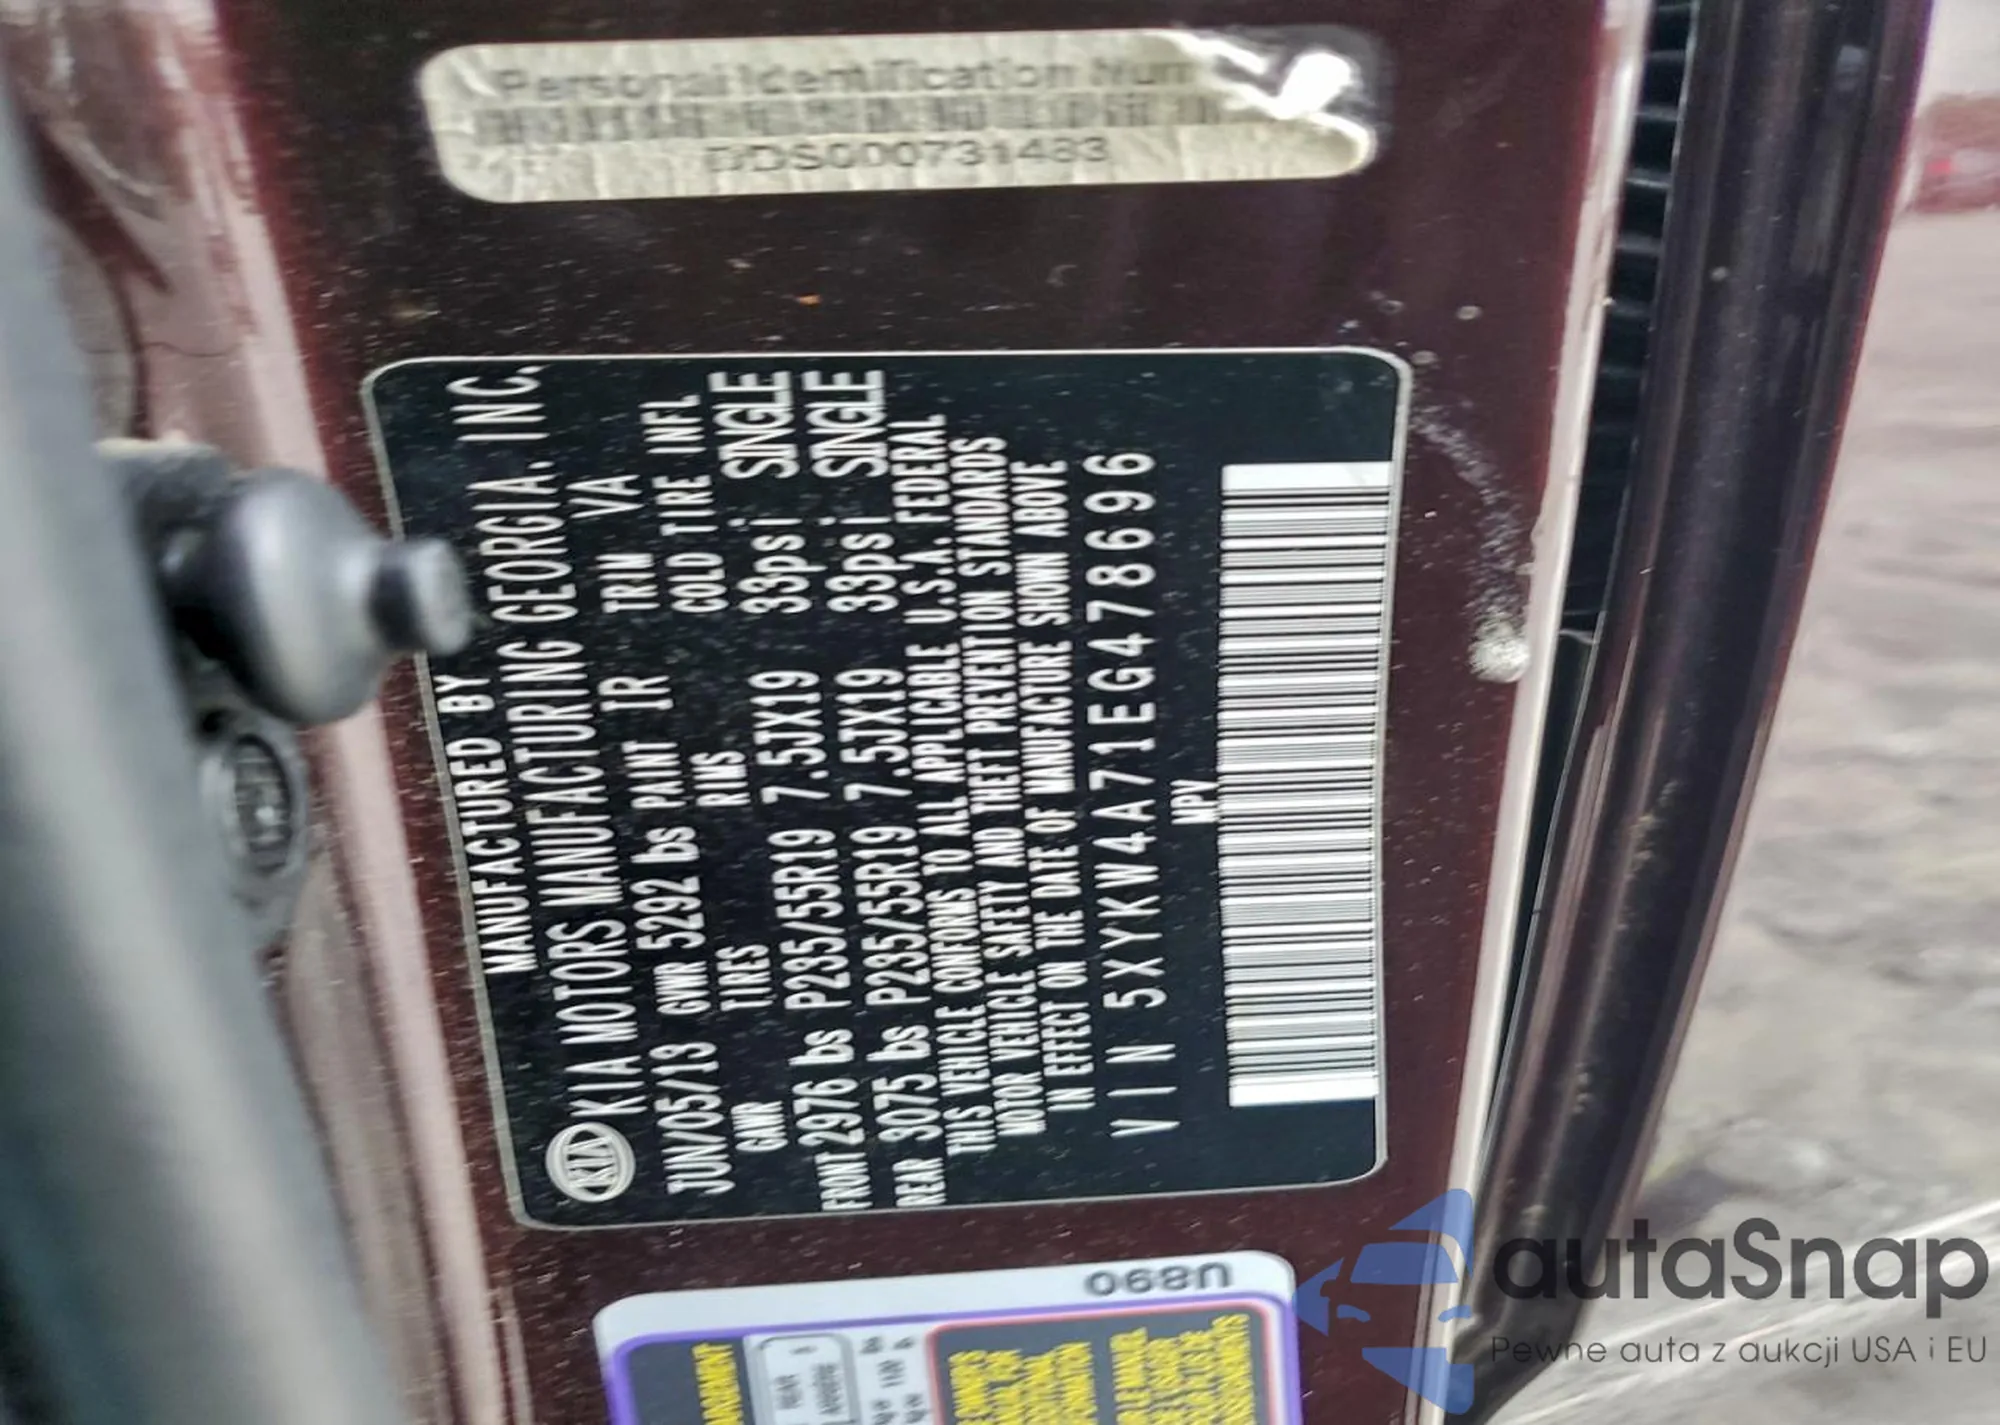 Personal Identification Num
DDS000731483
MANUFACTURED BY
KIA KIA MOTORS MANUFACTURING GEORGIA. INC.
JUN/05/13 GVWR 5292 lbs PAINT IR TRIM VA
GAWR TIRES RIMS COLD TIRE INFL
FRONT 2976 lbs P235/55R19 7.5JX19 33psi SINGLE
REAR 3075 lbs P235/55R19 7.5JX19 33psi SINGLE
THIS VEHICLE CONFORMS TO ALL APPLICABLE U.S.A. FEDERAL
MOTOR VEHICLE SAFETY AND THEFT PREVENTION STANDARDS
IN EFFECT ON THE DATE OF MANUFACTURE SHOWN ABOVE
VIN 5XYKW4A71EG478696
MPV
U890
autaSnap
Pewne auta z aukcji USA i EU